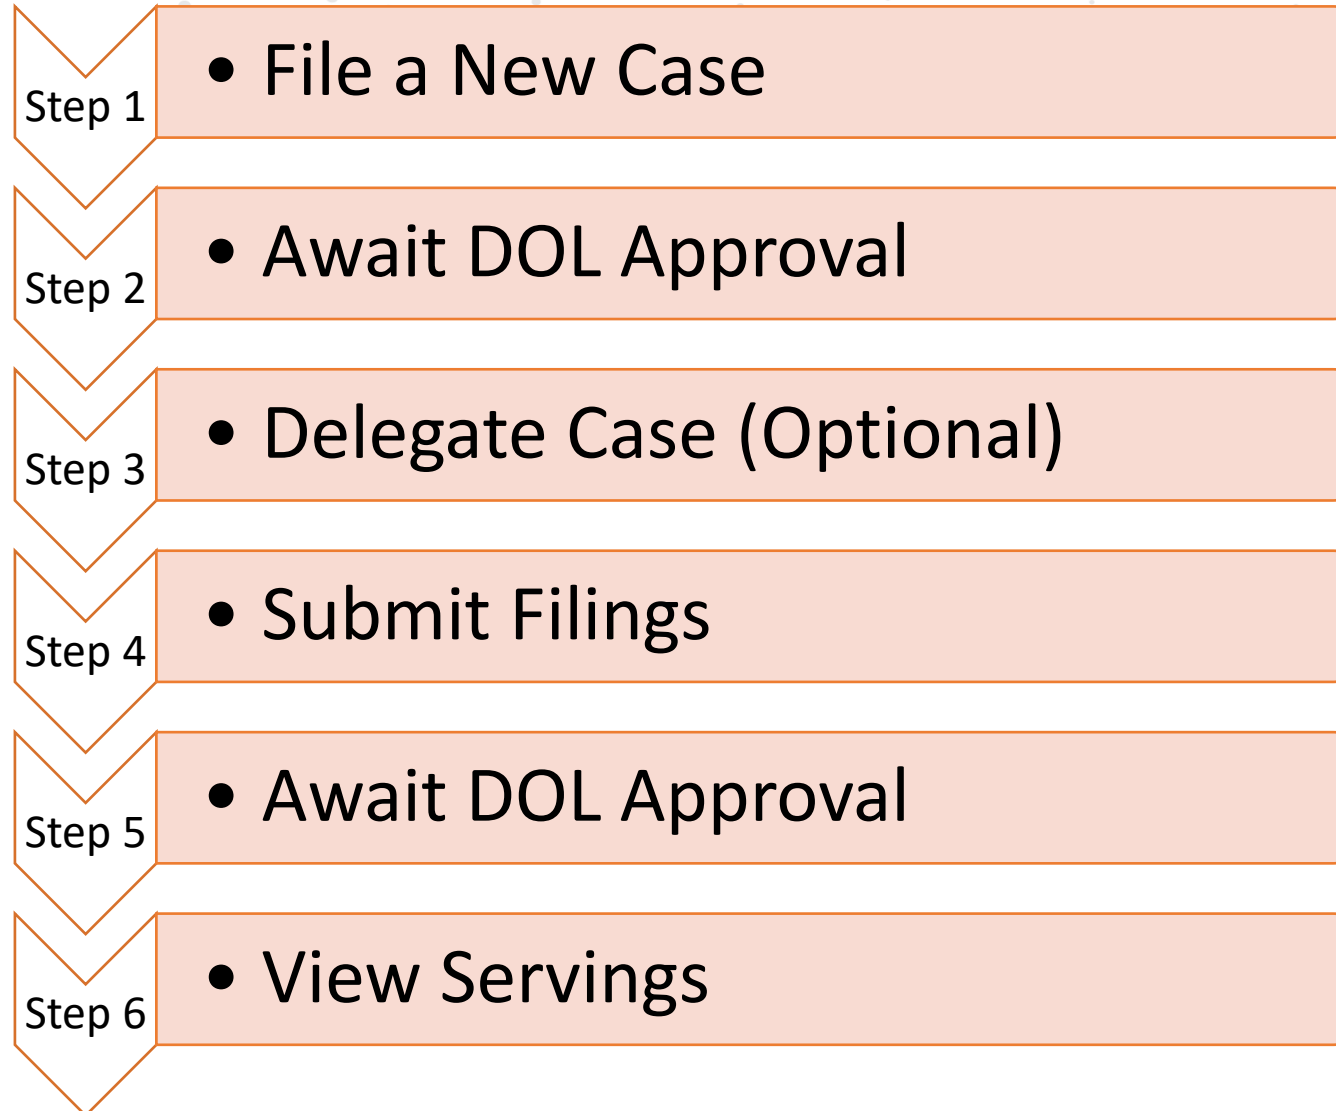 Step 1
• File a New Case
Step 2
• Await DOL Approval
Step 3
• Delegate Case (Optional)
Step 4
• Submit Filings
Step 5
• Await DOL Approval
Step 6
• View Servings